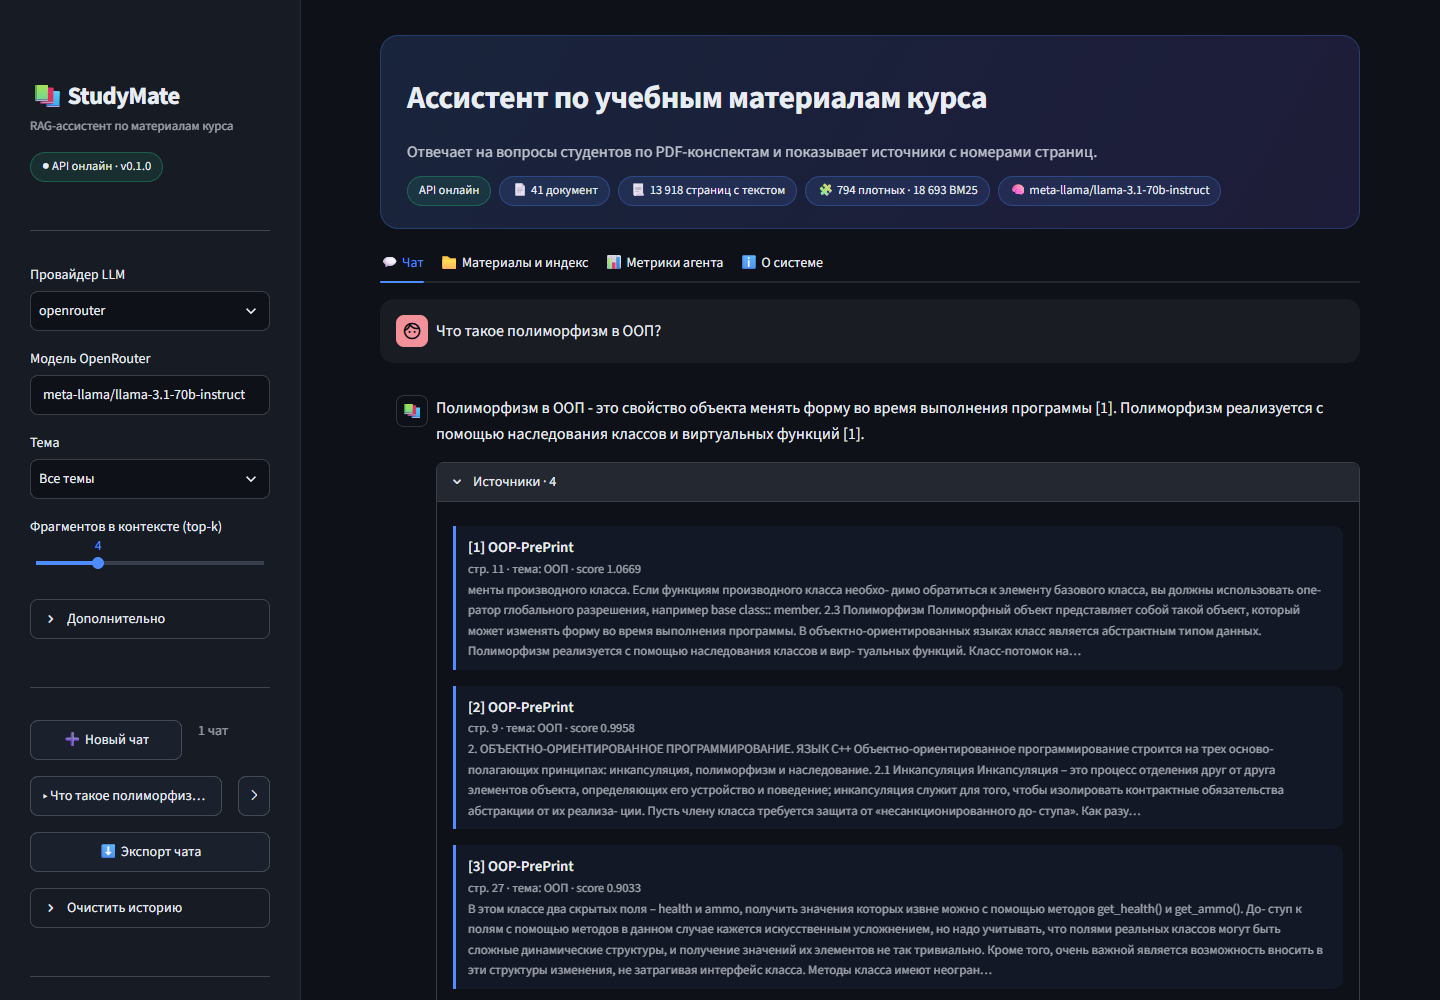 StudyMate
RAG-ассистент по материалам курса
API онлайн · v0.1.0
Провайдер LLM
openrouter
Модель OpenRouter
meta-llama/llama-3.1-70b-instruct
Тема
Все темы
Фрагментов в контексте (top-k)
4
Дополнительно
Новый чат
1 чат
Что такое полиморфиз…
Экспорт чата
Очистить историю
Ассистент по учебным материалам курса
Отвечает на вопросы студентов по PDF-конспектам и показывает источники с номерами страниц.
API онлайн
41 документ
13 918 страниц с текстом
794 плотных · 18 693 BM25
meta-llama/llama-3.1-70b-instruct
Чат
Материалы и индекс
Метрики агента
О системе
Что такое полиморфизм в ООП?
Полиморфизм в ООП - это свойство объекта менять форму во время выполнения программы [1]. Полиморфизм реализуется с
помощью наследования классов и виртуальных функций [1].
Источники · 4
[1] OOP-PrePrint
стр. 11 · тема: ООП · score 1.0669
менты производного класса. Если функциям производного класса необхо- димо обратиться к элементу базового класса, вы должны использовать опе-
ратор глобального разрешения, например base class:: member. 2.3 Полиморфизм Полиморфный объект представляет собой такой объект, который
может изменять форму во время выполнения программы. В объектно-ориентированных языках класс является абстрактным типом данных.
Полиморфизм реализуется с помощью наследования классов и вир- туальных функций. Класс-потомок на…
[2] OOP-PrePrint
стр. 9 · тема: ООП · score 0.9958
2. ОБЪЕКТНО-ОРИЕНТИРОВАННОЕ ПРОГРАММИРОВАНИЕ. ЯЗЫК С++ Объектно-ориентированное программирование строится на трех осново-
полагающих принципах: инкапсуляция, полиморфизм и наследование. 2.1 Инкапсуляция Инкапсуляция – это процесс отделения друг от друга
элементов объекта, определяющих его устройство и поведение; инкапсуляция служит для того, чтобы изолировать контрактные обязательства
абстракции от их реализа- ции. Пусть члену класса требуется защита от «несанкционированного до- ступа». Как разу…
[3] OOP-PrePrint
стр. 27 · тема: ООП · score 0.9033
В этом классе два скрытых поля – health и ammo, получить значения которых извне можно с помощью методов get_health() и get_ammo(). До- ступ к
полям с помощью методов в данном случае кажется искусственным усложнением, но надо учитывать, что полями реальных классов могут быть
сложные динамические структуры, и получение значений их элементов не так тривиально. Кроме того, очень важной является возможность вносить в
эти структуры изменения, не затрагивая интерфейс класса. Методы класса имеют неогран…